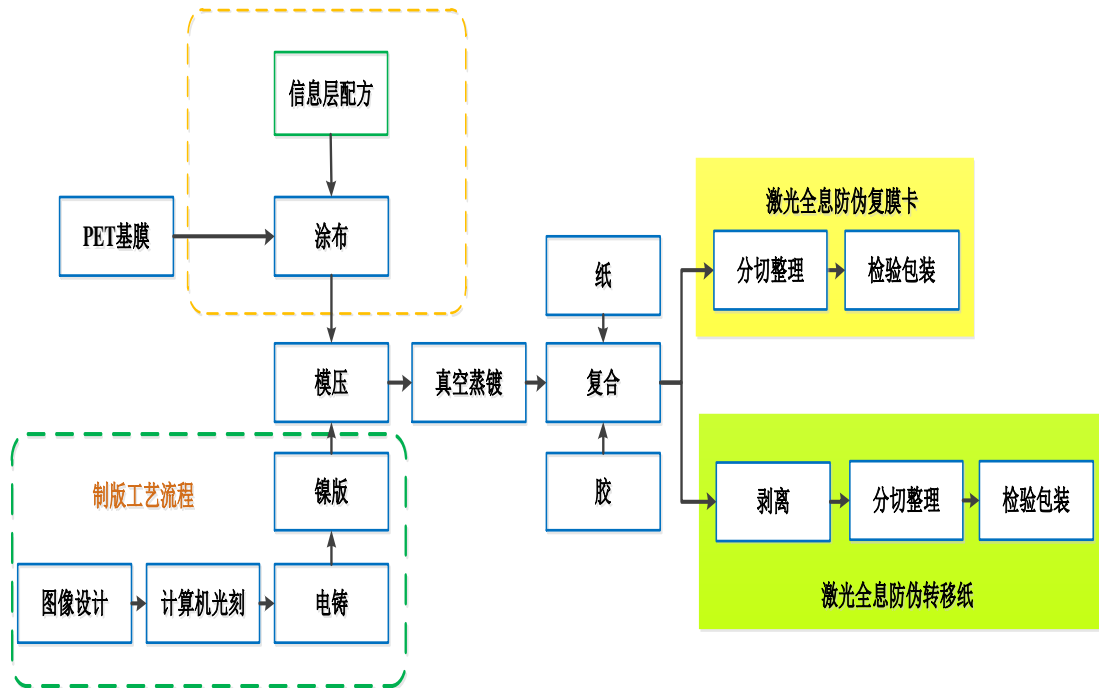 信息层配方
PET基膜
涂布
激光全息防伪复膜卡
分切整理
检验包装
纸
模压
真空蒸镀
复合
制版工艺流程
镍版
胶
剥离
分切整理
检验包装
图像设计
计算机光刻
电铸
激光全息防伪转移纸